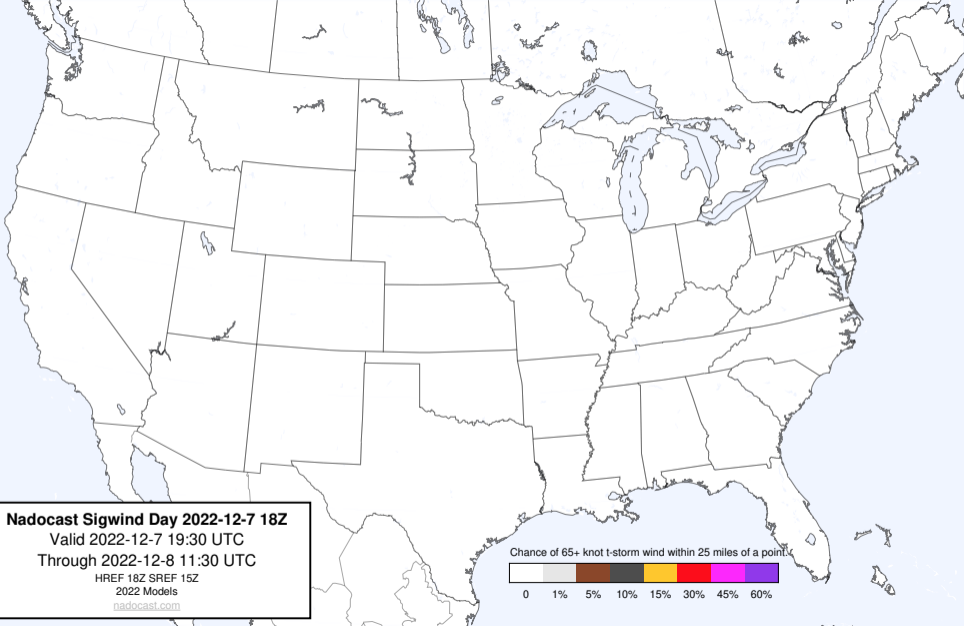 Nadocast Sigwind Day 2022-12-7 18Z
Valid 2022-12-7 19:30 UTC
Through 2022-12-8 11:30 UTC
HREF 18Z SREF 15Z
2022 Models
nadocast.com
Chance of 65+ knot t-storm wind within 25 miles of a point.
0 1% 5% 10% 15% 30% 45% 60%